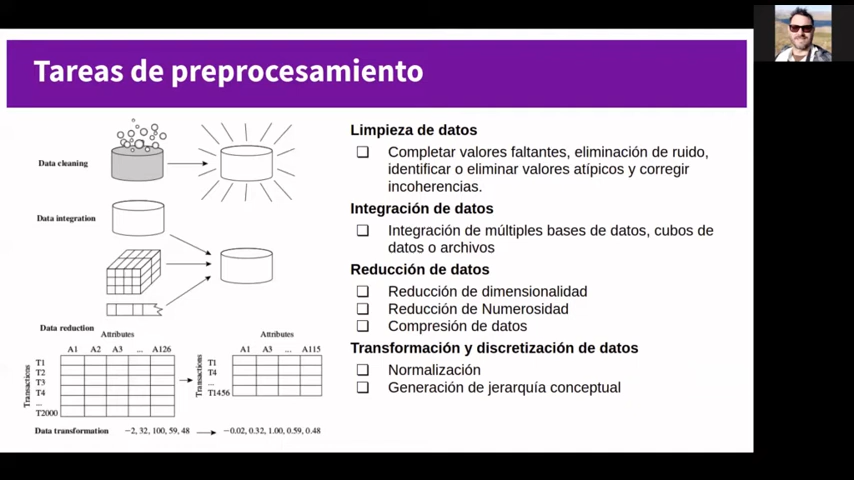 Tareas de preprocesamiento
Data cleaning
Data integration
Data reduction
Attributes
A1 A2 A3 ... A126
Transactions
T1
T2
T3
T4
...
T2000
Attributes
A1 A3 ... A115
Transactions
T1
T4
...
T1456
Data transformation −2, 32, 100, 59, 48 −0.02, 0.32, 1.00, 0.59, 0.48
Limpieza de datos
Completar valores faltantes, eliminación de ruido,
identificar o eliminar valores atípicos y corregir
incoherencias.
Integración de datos
Integración de múltiples bases de datos, cubos de
datos o archivos
Reducción de datos
Reducción de dimensionalidad
Reducción de Numerosidad
Compresión de datos
Transformación y discretización de datos
Normalización
Generación de jerarquía conceptual